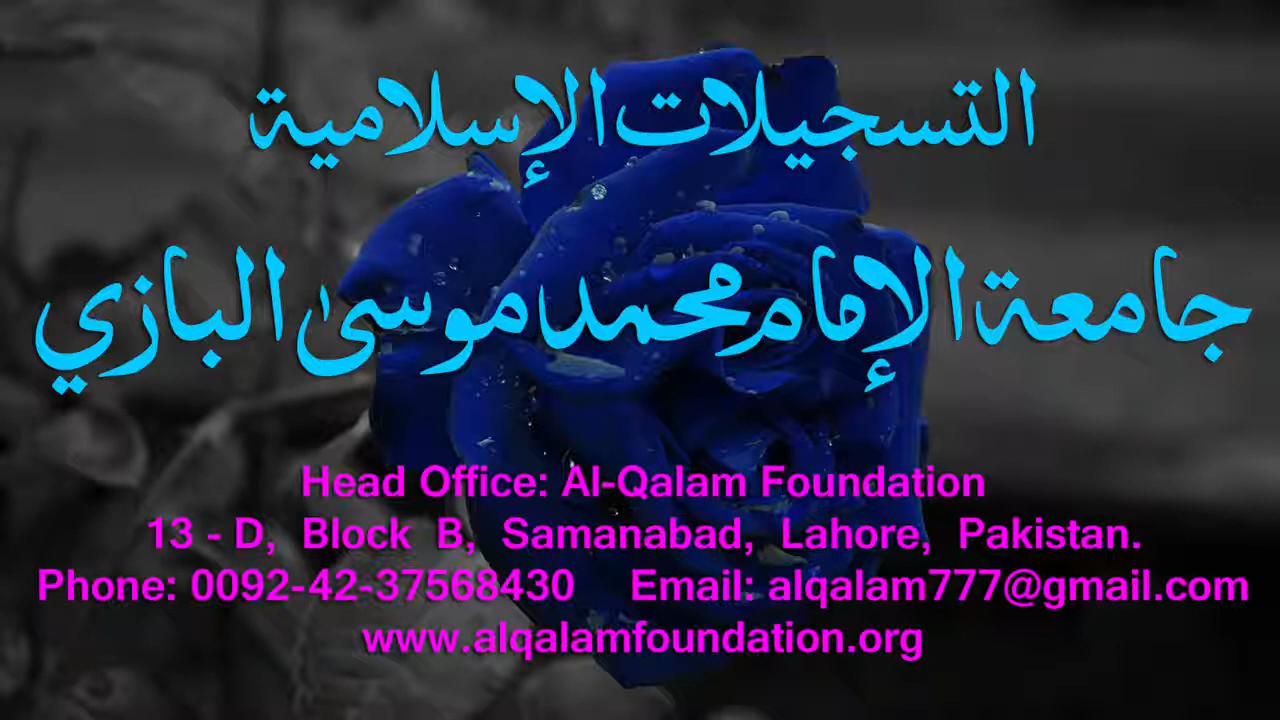 التسجيلات الإسلامية
جامعة الإمام محمد موسىٰ البازي
Head Office: Al-Qalam Foundation
13 - D, Block B, Samanabad, Lahore, Pakistan.
Phone: 0092-42-37568430 Email: alqalam777@gmail.com
www.alqalamfoundation.org